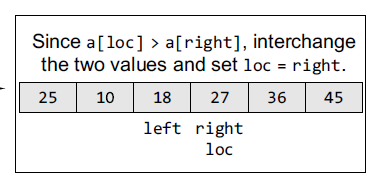 Since a[loc] > a[right], interchange
the two values and set loc = right.
25 10 18 27 36 45
left right
loc